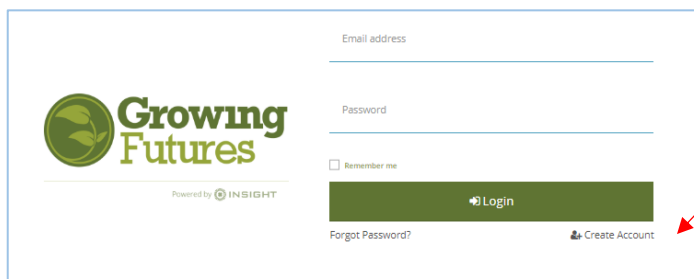 Email address
Growing
Futures
Powered by INSIGHT
Password
Remember me
Login
Forgot Password?
Create Account